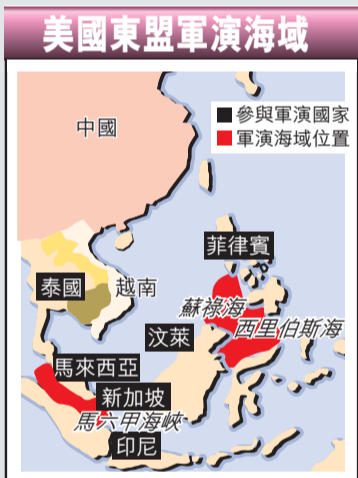 美國東盟軍演海域
參與軍演國家
軍演海域位置
中國
菲律賓
泰國
越南
蘇祿海
西里伯斯海
汶萊
馬來西亞
新加坡
馬六甲海峽
印尼